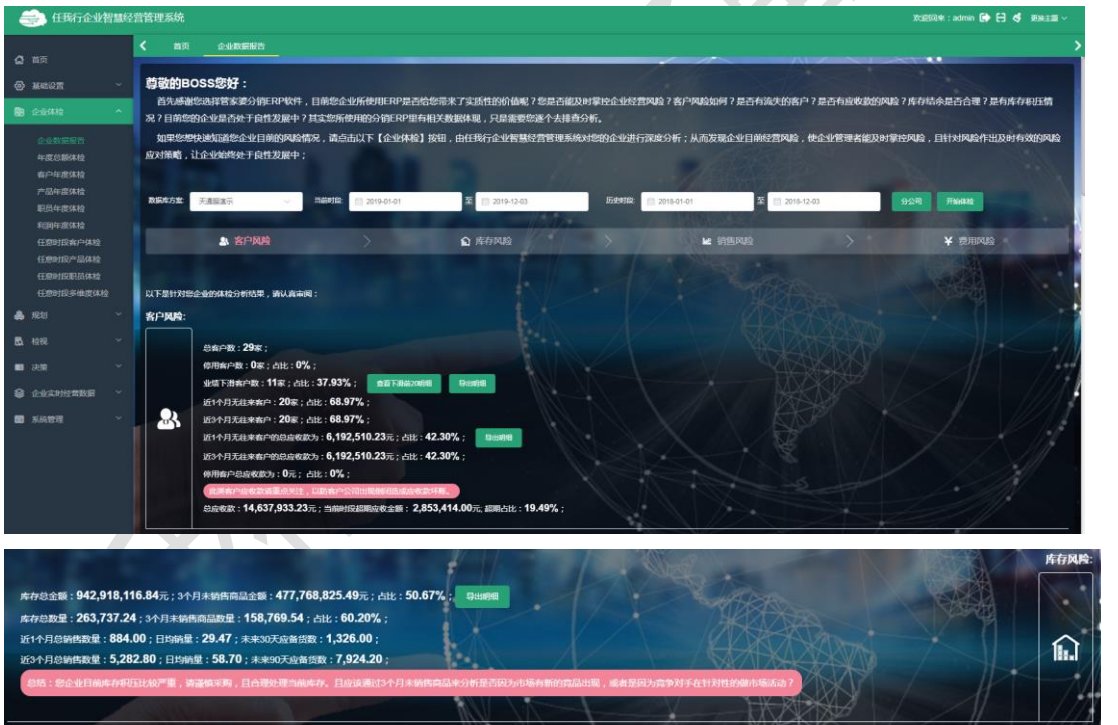 任我行企业智慧经营管理系统
欢迎回来：admin
更换主题
首页
企业数据报告
首页
基础设置
企业体检
企业数据报告
年度总额体检
客户年度体检
产品年度体检
职员年度体检
利润年度体检
任意时段客户体检
任意时段产品体检
任意时段职员体检
任意时段多维度体检
规划
检视
决策
企业实时经营数据
系统管理
尊敬的BOSS您好：
首先感谢您选择管家婆分销ERP软件，目前您企业所使用ERP是否给您带来了实质性的价值呢？您是否能及时掌控企业经营风险？客户风险如何？是否有流失的客户？是否有应收款的风险？库存结余是否合理？是否有库存积压情
况？目前您的企业是否处于良性发展中？其实您所使用的分销ERP里有相关数据体现，只是需要您逐个去排查分析。
如果您想快速知道您企业目前的风险情况，请点击以下【企业体检】按钮，由任我行企业智慧经营管理系统对您的企业进行深度分析；从而发现企业目前经营风险，使企业管理者能及时掌控风险，且针对风险作出及时有效的风险
应对策略，让企业始终处于良性发展中；
数据库方案: 天通服演示 当前时段: 2019-01-01 至 2019-12-03 历史时段: 2018-01-01 至 2018-12-03 分公司 开始体检
客户风险 库存风险 销售风险 费用风险
以下是针对您企业的体检分析结果，请认真审阅：
客户风险:
总客户数：29家；
停用客户数：0家；占比：0%；
业绩下滑客户数：11家；占比：37.93%； 查看下滑前20明细 导出明细
近1个月无往来客户：20家；占比：68.97%；
近3个月无往来客户：20家；占比：68.97%；
近1个月无往来客户的总应收款为：6,192,510.23元；占比：42.30%； 导出明细
近3个月无往来客户的总应收款为：6,192,510.23元；占比：42.30%；
停用客户总应收款为：0元；占比：0%；
总应收款：14,637,933.23元；当前时段超期应收金额：2,853,414.00元; 超期占比：19.49%；
库存风险:
库存总金额：942,918,116.84元；3个月未销售商品金额：477,768,825.49元；占比：50.67%； 导出明细
库存总数量：263,737.24；3个月未销售商品数量：158,769.54；占比：60.20%；
近1个月总销售数量：884.00；日均销量：29.47；未来30天应备货数：1,326.00；
近3个月总销售数量：5,282.80；日均销量：58.70；未来90天应备货数：7,924.20；
总结：您企业目前库存积压比较严重，请谨慎采购，且合理处理当前库存。且应该通过3个月未销售商品来分析是否因为市场有新的竞品出现，或者是因为竞争对手在针对性的做市场活动？